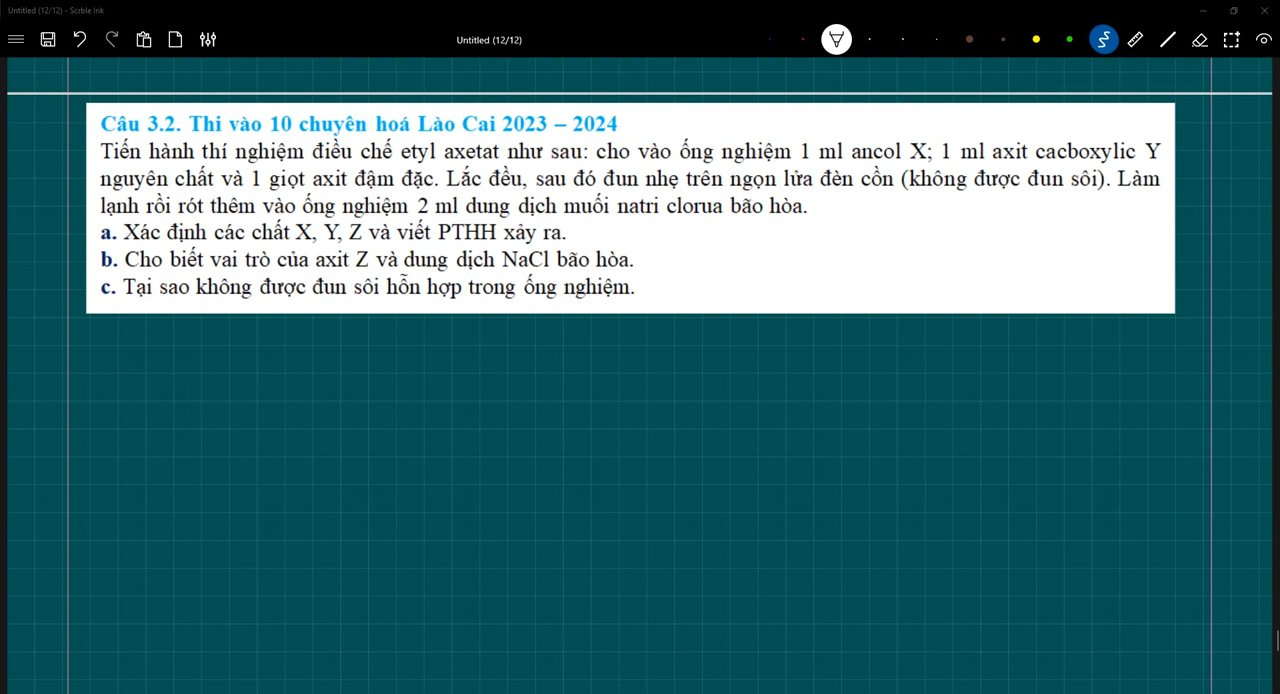 Untitled (12/12) - Scrble Ink
Untitled (12/12)
Câu 3.2. Thi vào 10 chuyên hoá Lào Cai 2023 – 2024
Tiến hành thí nghiệm điều chế etyl axetat như sau: cho vào ống nghiệm 1 ml ancol X; 1 ml axit cacboxylic Y
nguyên chất và 1 giọt axit đậm đặc. Lắc đều, sau đó đun nhẹ trên ngọn lửa đèn cồn (không được đun sôi). Làm
lạnh rồi rót thêm vào ống nghiệm 2 ml dung dịch muối natri clorua bão hòa.
a. Xác định các chất X, Y, Z và viết PTHH xảy ra.
b. Cho biết vai trò của axit Z và dung dịch NaCl bão hòa.
c. Tại sao không được đun sôi hỗn hợp trong ống nghiệm.